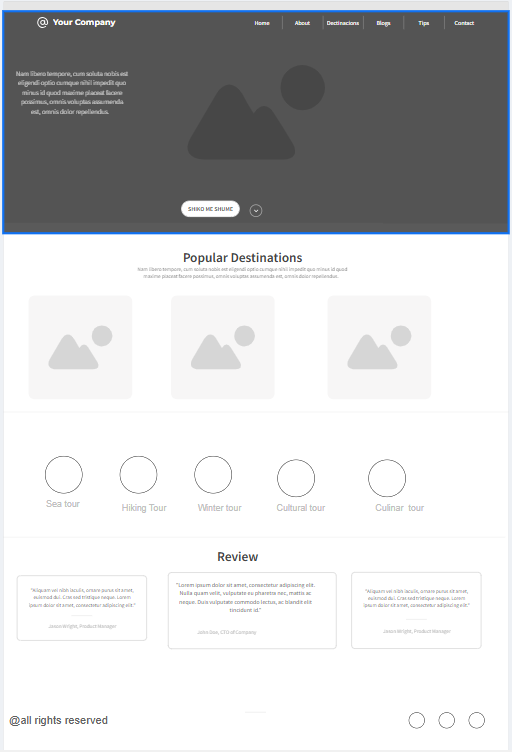 @ Your Company
Home
About
Dectinacions
Blogs
Tips
Contact
Nam libero tempore, cum soluta nobis est
eligendi optio cumque nihil impedit quo
minus id quod maxime placeat facere
possimus, omnis voluptas assumenda
est, omnis dolor repellendus.
SHIKO ME SHUME
Popular Destinations
Nam libero tempore, cum soluta nobis est eligendi optio cumque nihil impedit quo minus id quod
maxime placeat facere possimus, omnis voluptas assumenda est, omnis dolor repellendus.
Sea tour
Hiking Tour
Winter tour
Cultural tour
Culinar tour
Review
"Aliquam es nibh iaculis, ornare purus sit amet,
euismod dui. Cras sed tristique neque. Lorem
ipsum dolor sit amet, consectetur adipiscing elit."
Jason Wright, Product Manager
"Lorem ipsum dolor sit amet, consectetur adipiscing elit.
Nulla quam velit, vulputate eu pharetra nec, mattis ac
neque. Duis vulputate commodo lectus, ac blandit elit
tincidunt id."
John Doe, CTO of Company
"Aliquam es nibh iaculis, ornare purus sit amet,
euismod dui. Cras sed tristique neque. Lorem
ipsum dolor sit amet, consectetur adipiscing elit."
Jason Wright, Product Manager
@all rights reserved